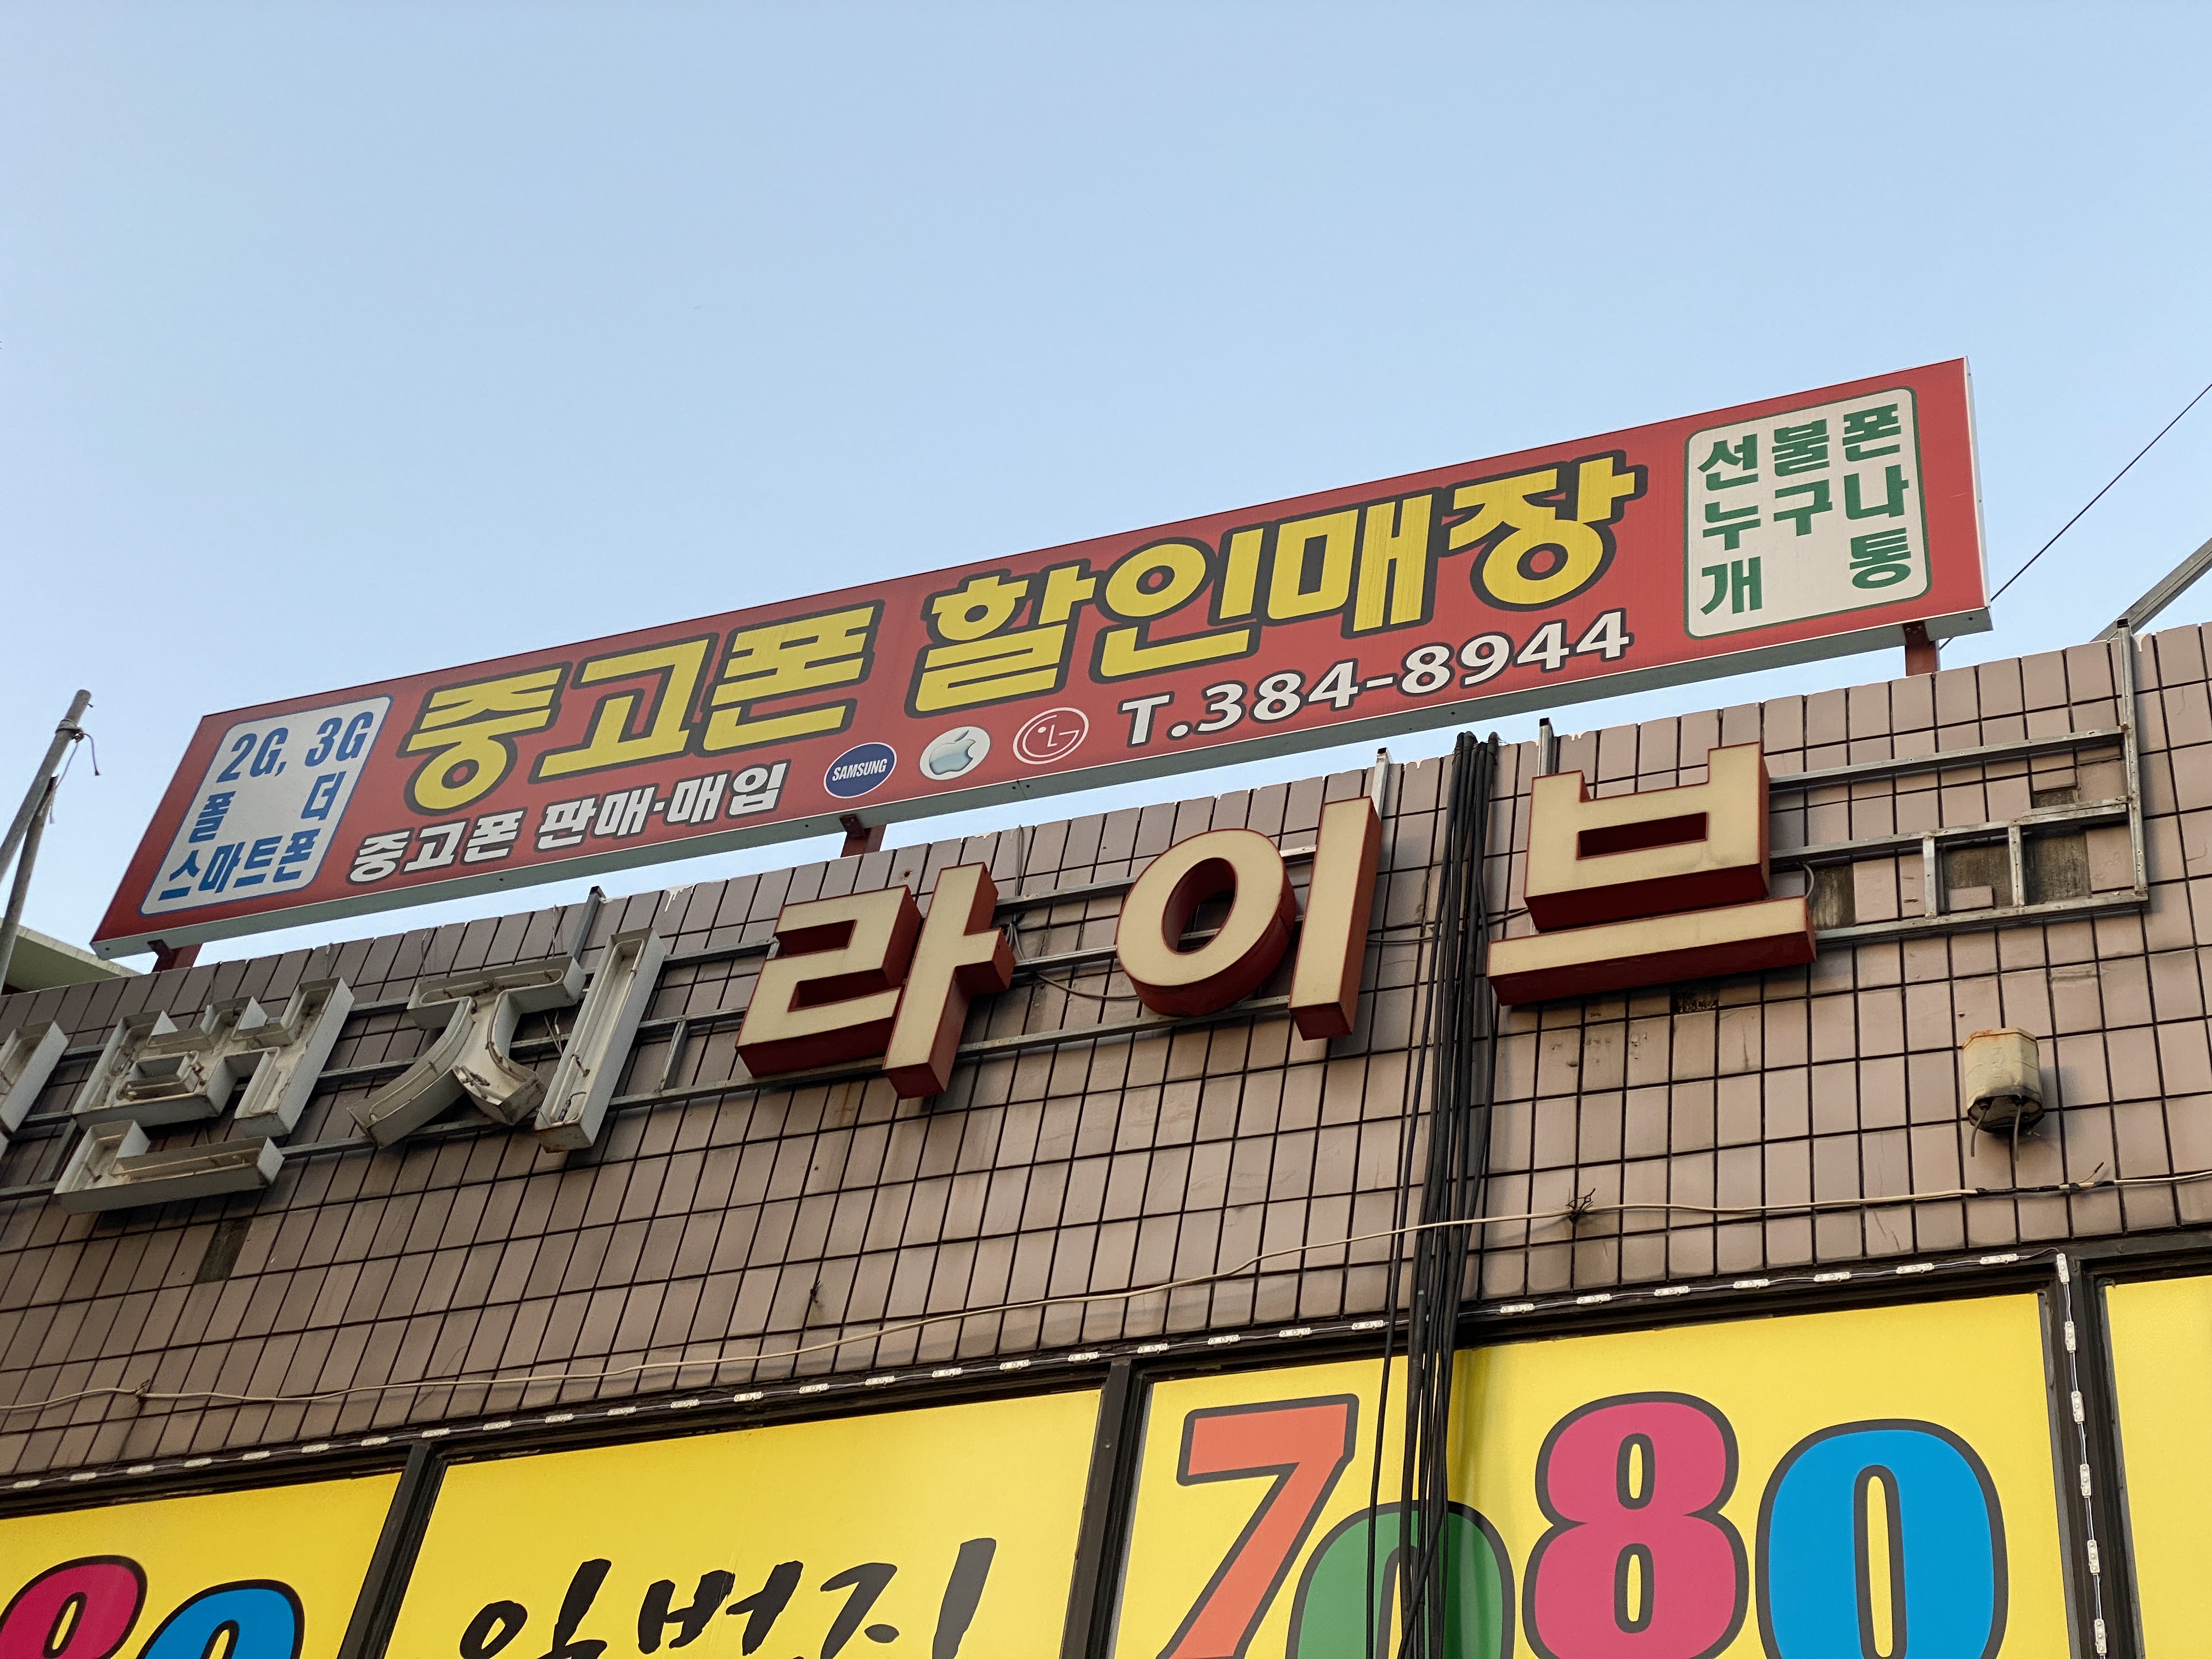 2G, 3G
폴더
스마트폰
중고폰 할인매장
중고폰 판매·매입
SAMSUNG
LG
T.384-8944
선불폰
누구나
개통
번지 라이브
80
7080